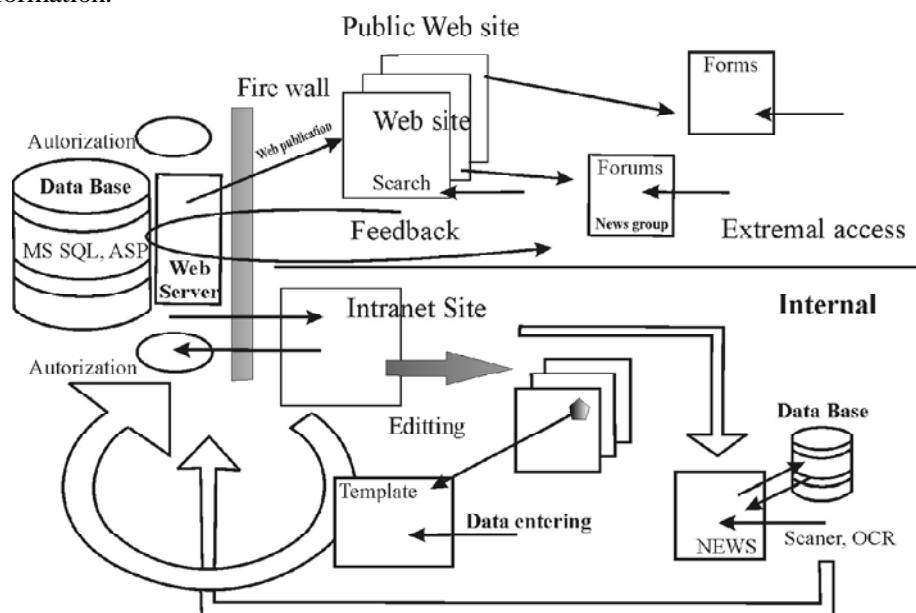 formation.
Public Web site
Forms
Fire wall
Web site
Autorization
Web publication
Data Base
Search
Forums
News group
MS SQL, ASP
Feedback
Extremal access
Web
Server
Intranet Site
Internal
Autorization
Editting
Data Base
Template
Data entering
NEWS
Scaner, OCR